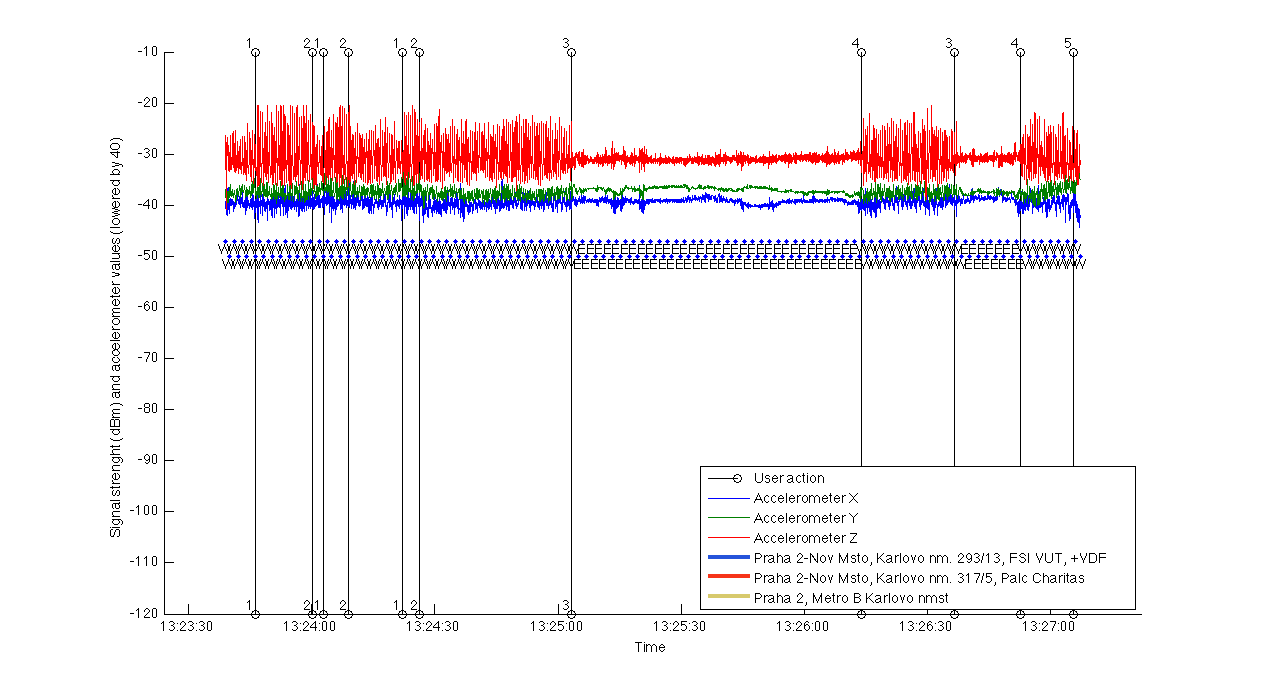 1 2 1 2 1 2 3 4 3 4 5
-10
-20
-30
-40
-50
-60
-70
-80
-90
-100
-110
-120
Signal strenght (dBm) and accelerometer values (lowered by 40)
User action
Accelerometer X
Accelerometer Y
Accelerometer Z
Praha 2-Nov Msto, Karlovo nm. 293/13, FSI VUT, +VDF
Praha 2-Nov Msto, Karlovo nm. 317/5, Palc Charitas
Praha 2, Metro B Karlovo nmst
1 2 1 2 1 2 3
13:23:30 13:24:00 13:24:30 13:25:00 13:25:30 13:26:00 13:26:30 13:27:00
Time